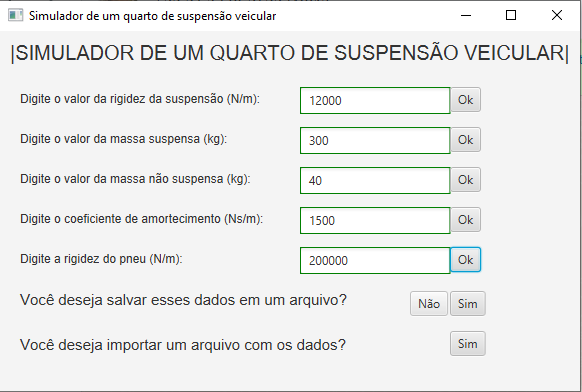 Simulador de um quarto de suspensão veicular
|SIMULADOR DE UM QUARTO DE SUSPENSÃO VEICULAR|
Digite o valor da rigidez da suspensão (N/m): 12000 Ok
Digite o valor da massa suspensa (kg): 300 Ok
Digite o valor da massa não suspensa (kg): 40 Ok
Digite o coeficiente de amortecimento (Ns/m): 1500 Ok
Digite a rigidez do pneu (N/m): 200000 Ok
Você deseja salvar esses dados em um arquivo? Não Sim
Você deseja importar um arquivo com os dados? Sim